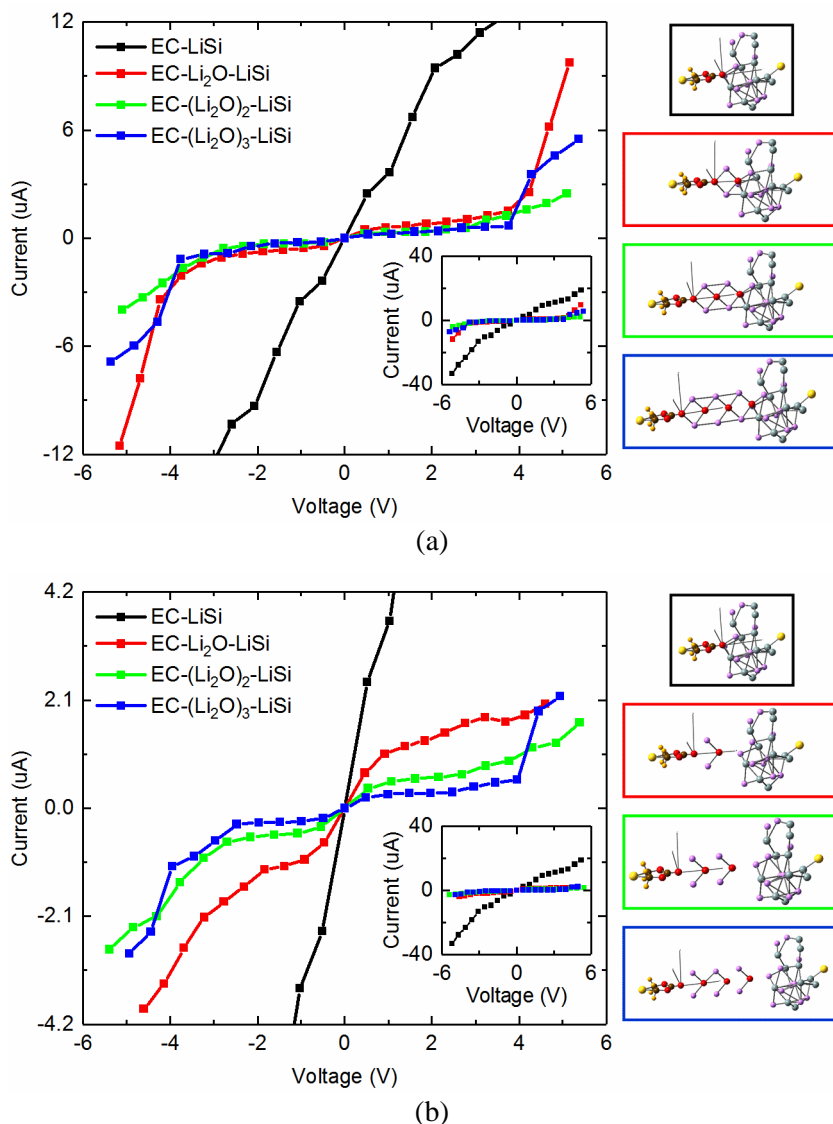 12
6
0
-6
-12
Current (uA)
EC-LiSi
EC-Li₂O-LiSi
EC-(Li₂O)₂-LiSi
EC-(Li₂O)₃-LiSi
40
0
-40
Current (uA)
-6 0 6
Voltage (V)
-6 -4 -2 0 2 4 6
Voltage (V)
(a)
4.2
2.1
0.0
-2.1
-4.2
Current (uA)
EC-LiSi
EC-Li₂O-LiSi
EC-(Li₂O)₂-LiSi
EC-(Li₂O)₃-LiSi
40
0
-40
Current (uA)
-6 0 6
Voltage (V)
-6 -4 -2 0 2 4 6
Voltage (V)
(b)